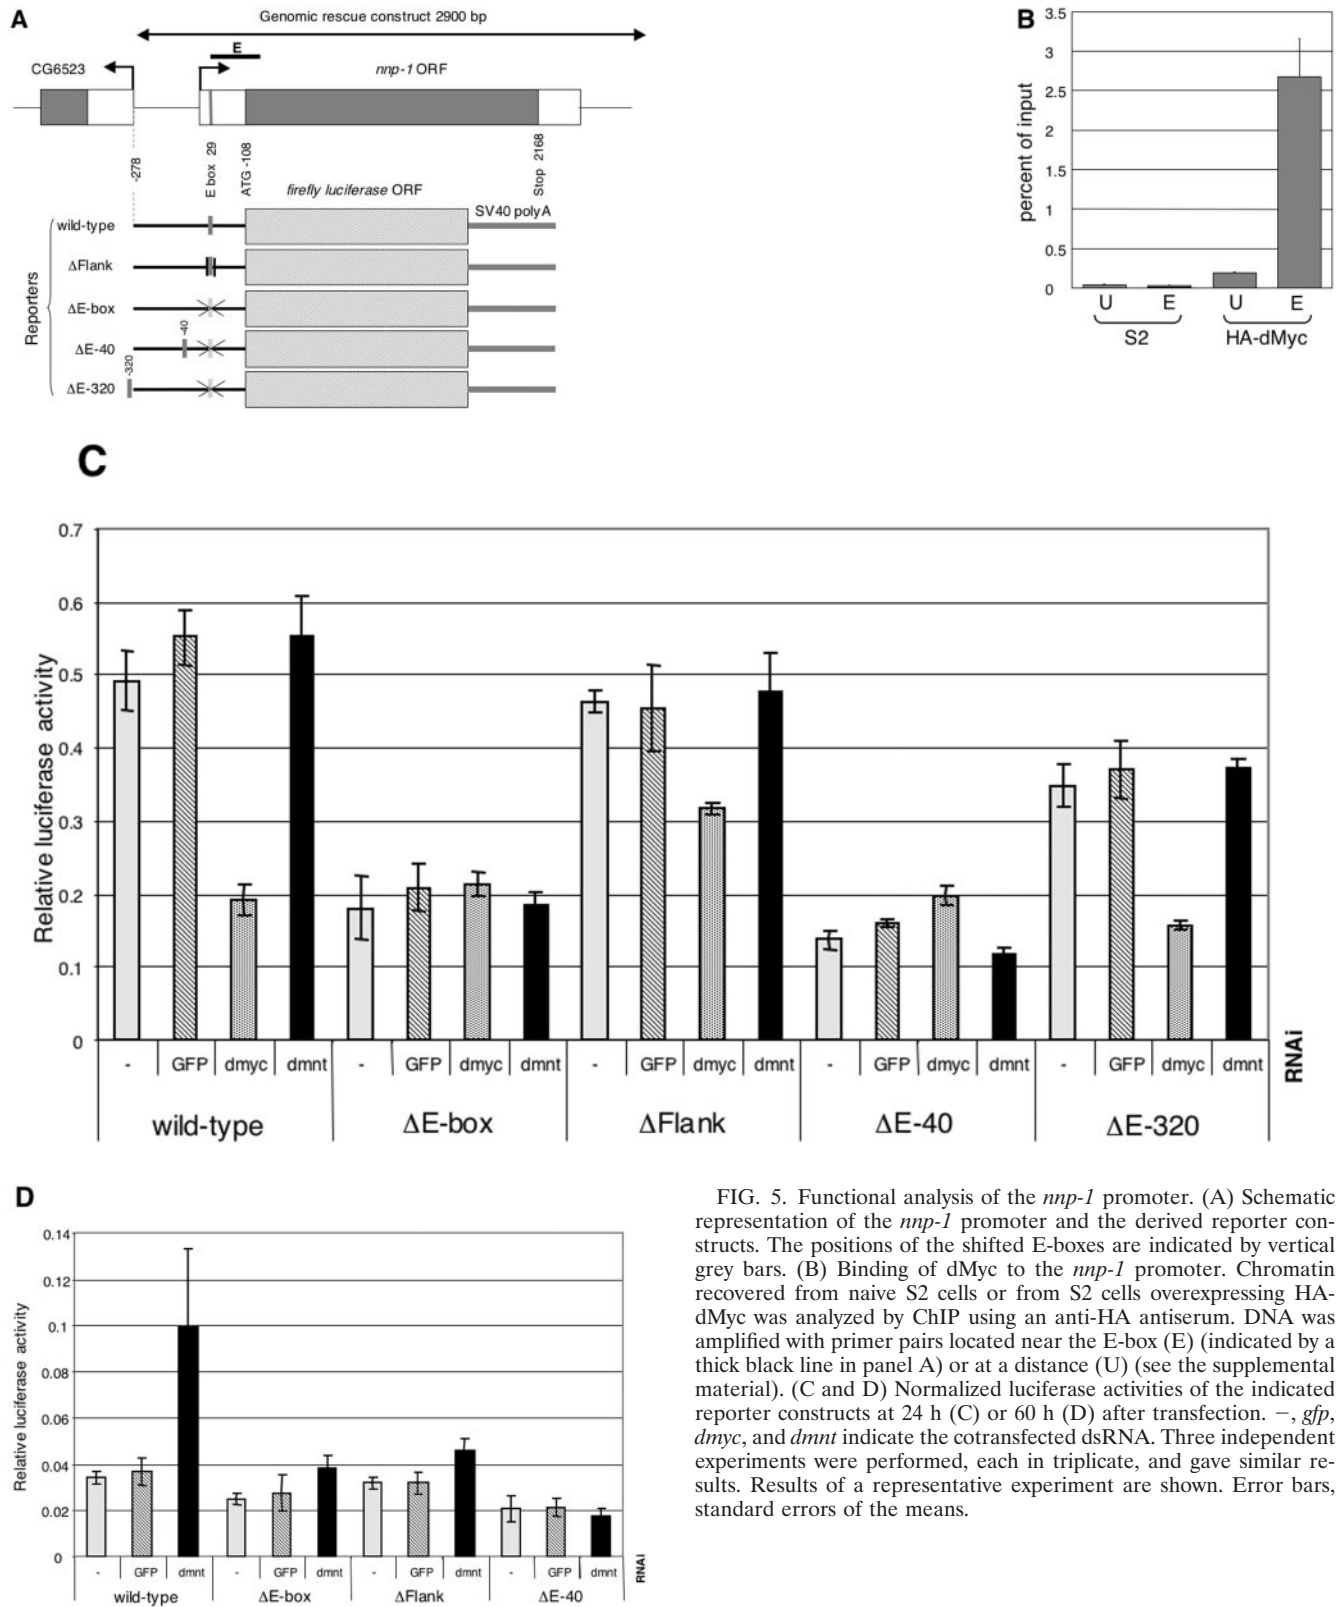 A
Genomic rescue construct 2900 bp
E
CG6523
nnp-1 ORF
-278
E box 29
ATG -108
Stop 2168
firefly luciferase ORF
SV40 polyA
Reporters
wild-type
ΔFlank
ΔE-box
-40
ΔE-40
-320
ΔE-320
B
percent of input
3.5
3
2.5
2
1.5
1
0.5
0
U E U E
S2 HA-dMyc
C
Relative luciferase activity
0.7
0.6
0.5
0.4
0.3
0.2
0.1
0
- GFP dmyc dmnt - GFP dmyc dmnt - GFP dmyc dmnt - GFP dmyc dmnt - GFP dmyc dmnt
RNAi
wild-type ΔE-box ΔFlank ΔE-40 ΔE-320
D
Relative luciferase activity
0.14
0.12
0.1
0.08
0.06
0.04
0.02
0
- GFP dmnt - GFP dmnt - GFP dmnt - GFP dmnt
RNAi
wild-type ΔE-box ΔFlank ΔE-40
FIG. 5. Functional analysis of the nnp-1 promoter. (A) Schematic
representation of the nnp-1 promoter and the derived reporter con-
structs. The positions of the shifted E-boxes are indicated by vertical
grey bars. (B) Binding of dMyc to the nnp-1 promoter. Chromatin
recovered from naive S2 cells or from S2 cells overexpressing HA-
dMyc was analyzed by ChIP using an anti-HA antiserum. DNA was
amplified with primer pairs located near the E-box (E) (indicated by a
thick black line in panel A) or at a distance (U) (see the supplemental
material). (C and D) Normalized luciferase activities of the indicated
reporter constructs at 24 h (C) or 60 h (D) after transfection. −, gfp,
dmyc, and dmnt indicate the cotransfected dsRNA. Three independent
experiments were performed, each in triplicate, and gave similar re-
sults. Results of a representative experiment are shown. Error bars,
standard errors of the means.